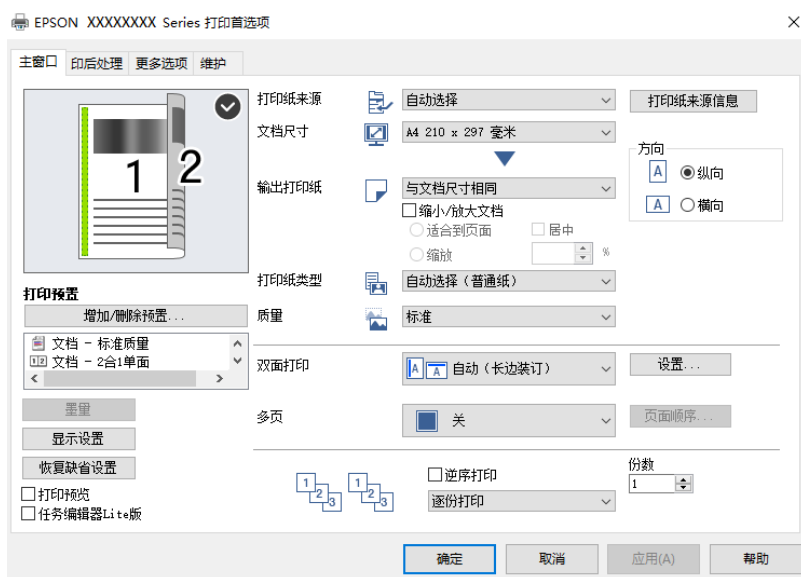 EPSON XXXXXXXX Series 打印首选项
主窗口 印后处理 更多选项 维护
1 2
打印预置
增加/删除预置...
文档 - 标准质量
文档 - 2合1单面
墨量
显示设置
恢复缺省设置
打印预览
任务编辑器Lite版
打印纸来源 自动选择 打印纸来源信息
文档尺寸 A4 210 x 297 毫米
方向
A 纵向
A 横向
输出打印纸 与文档尺寸相同
缩小/放大文档
适合到页面 居中
缩放 %
打印纸类型 自动选择（普通纸）
质量 标准
双面打印 A A 自动（长边装订） 设置...
多页 关 页面顺序...
1 2 3 1 2 3 逆序打印
逐份打印
份数
1
确定 取消 应用(A) 帮助